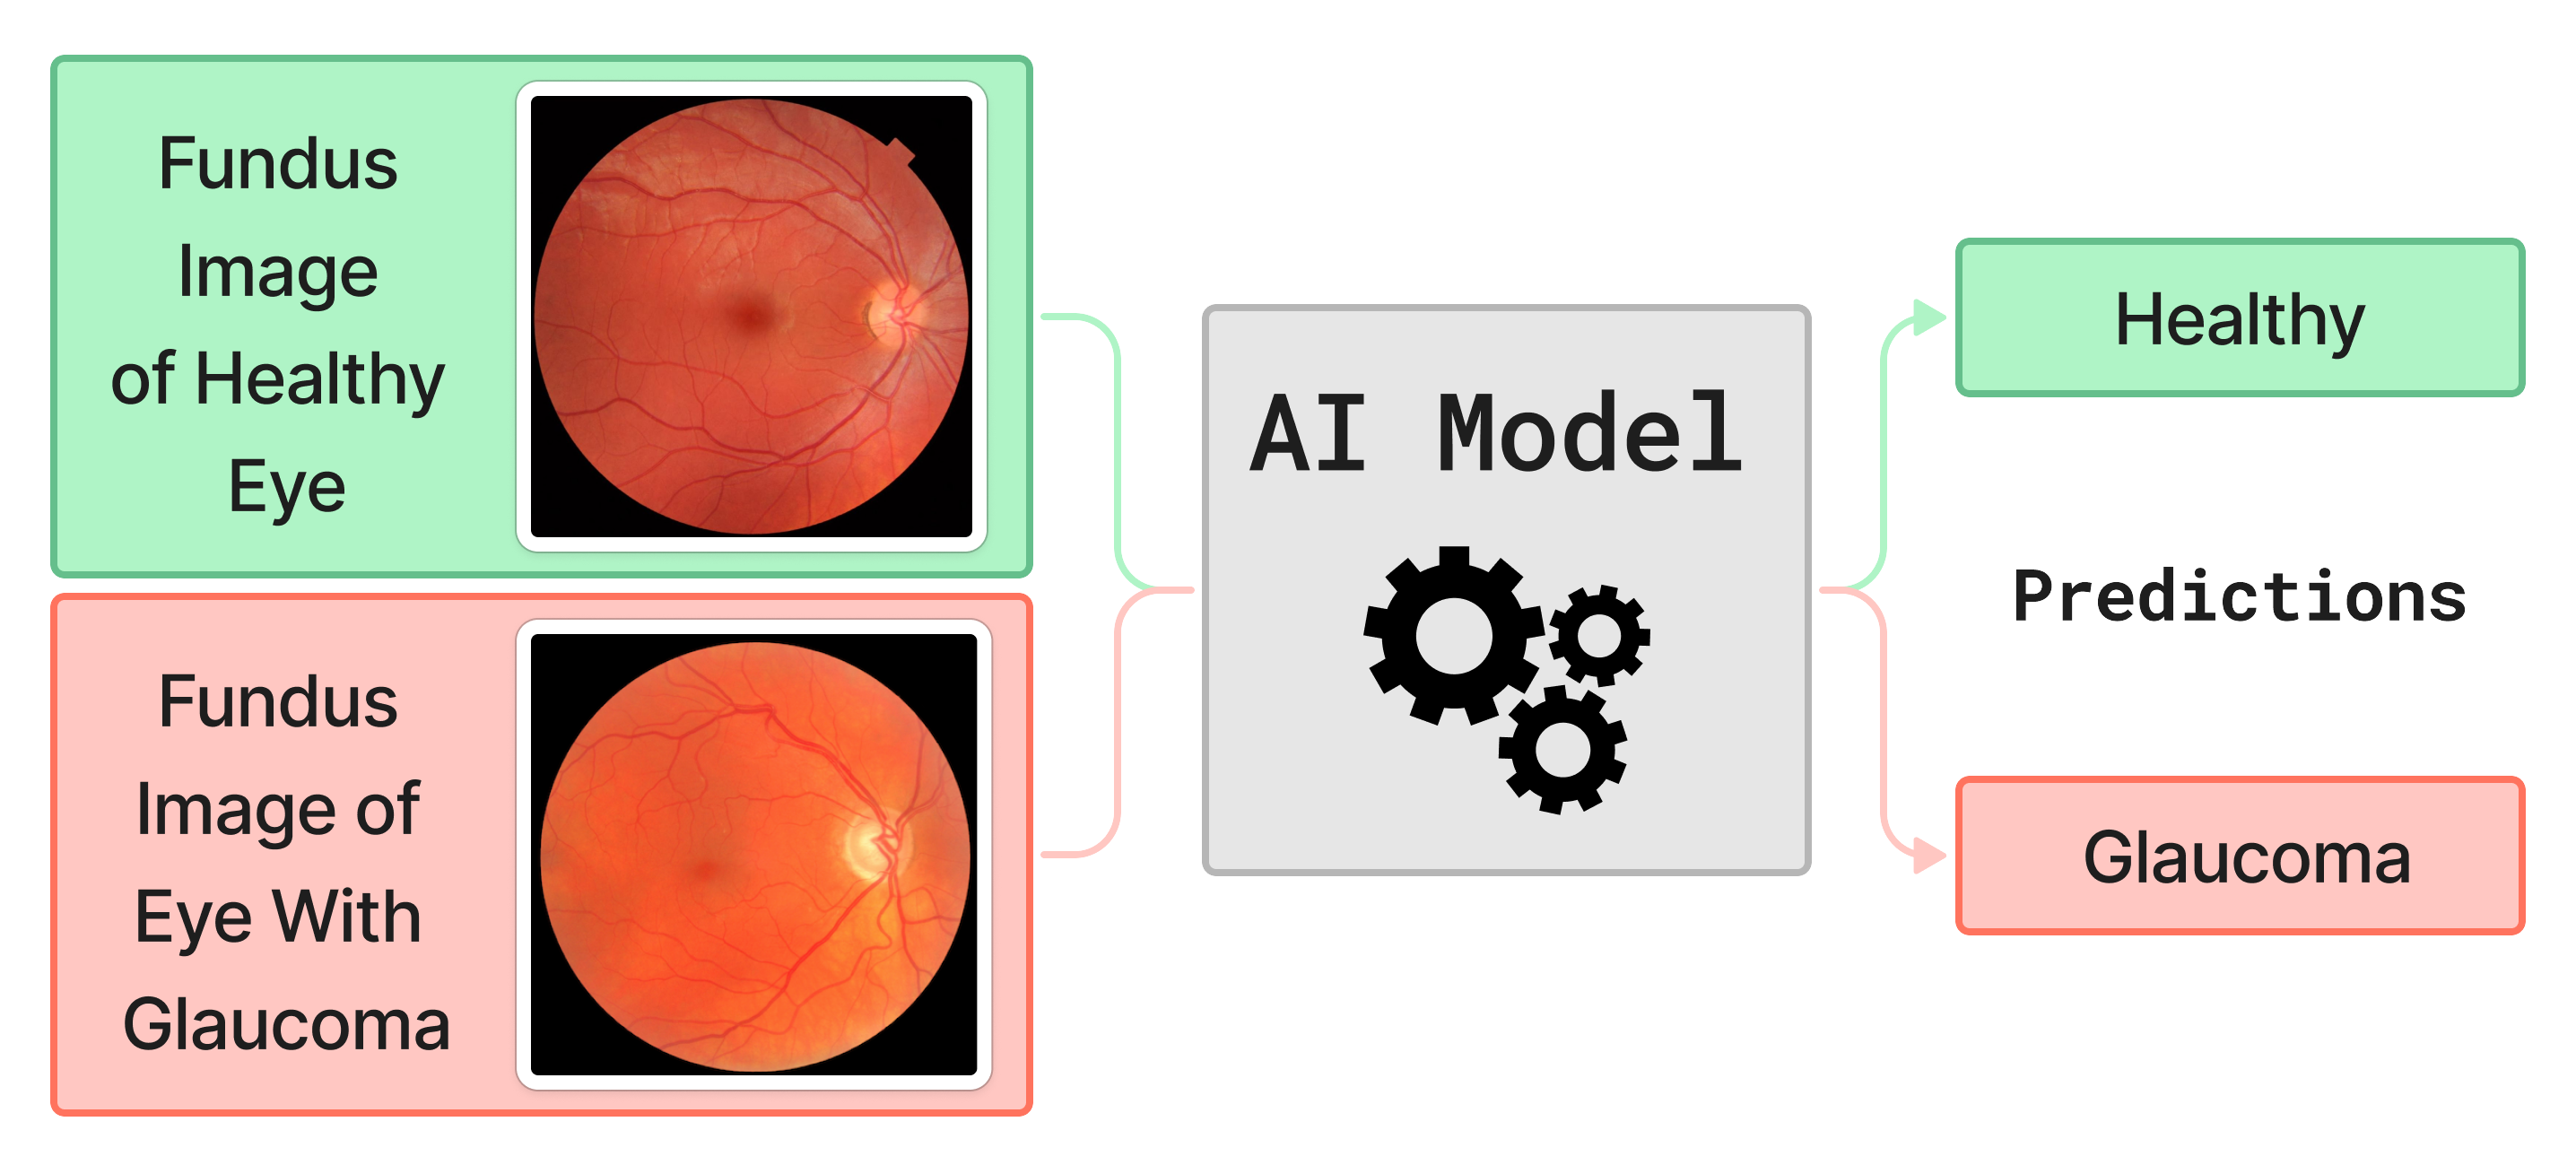 Fundus
Image
of Healthy
Eye
Fundus
Image of
Eye With
Glaucoma
AI Model
Healthy
Predictions
Glaucoma